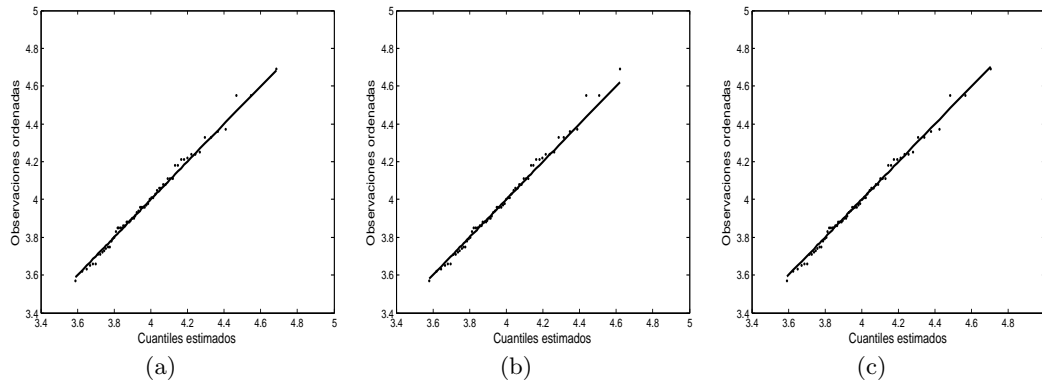 5
4.8
4.6
4.4
4.2
4
3.8
3.6
3.4
Observaciones ordenadas
3.4 3.6 3.8 4 4.2 4.4 4.6 4.8 5
Cuantiles estimados
(a)
5
4.8
4.6
4.4
4.2
4
3.8
3.6
3.4
Observaciones ordenadas
3.4 3.6 3.8 4 4.2 4.4 4.6 4.8 5
Cuantiles estimados
(b)
5
4.8
4.6
4.4
4.2
4
3.8
3.6
3.4
Observaciones ordenadas
3.4 3.6 3.8 4 4.2 4.4 4.6 4.8
Cuantiles estimados
(c)